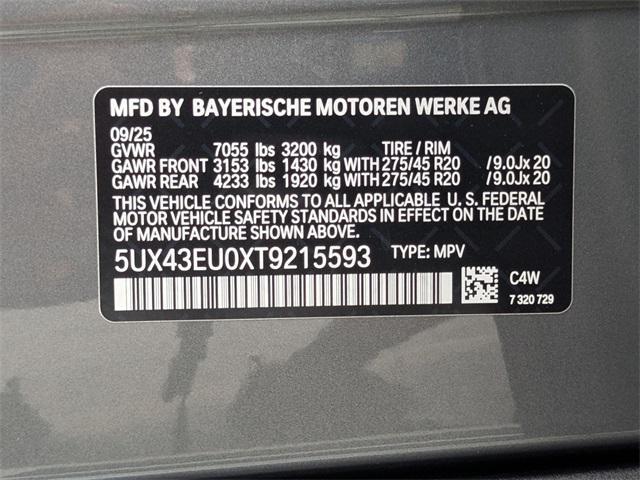 MFD BY BAYERISCHE MOTOREN WERKE AG
09/25
GVWR 7055 lbs 3200 kg TIRE / RIM
GAWR FRONT 3153 lbs 1430 kg WITH 275/45 R20 /9.0Jx 20
GAWR REAR 4233 lbs 1920 kg WITH 275/45 R20 /9.0Jx 20
THIS VEHICLE CONFORMS TO ALL APPLICABLE U. S. FEDERAL
MOTOR VEHICLE SAFETY STANDARDS IN EFFECT ON THE DATE
OF MANUFACTURE SHOWN ABOVE.
5UX43EU0XT9215593 TYPE: MPV
C4W
7 320 729